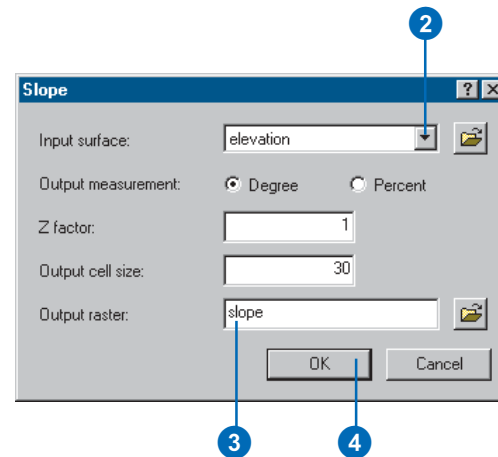 2
Slope
Input surface: elevation
Output measurement: Degree Percent
Z factor: 1
Output cell size: 30
Output raster: slope
OK Cancel
3 4